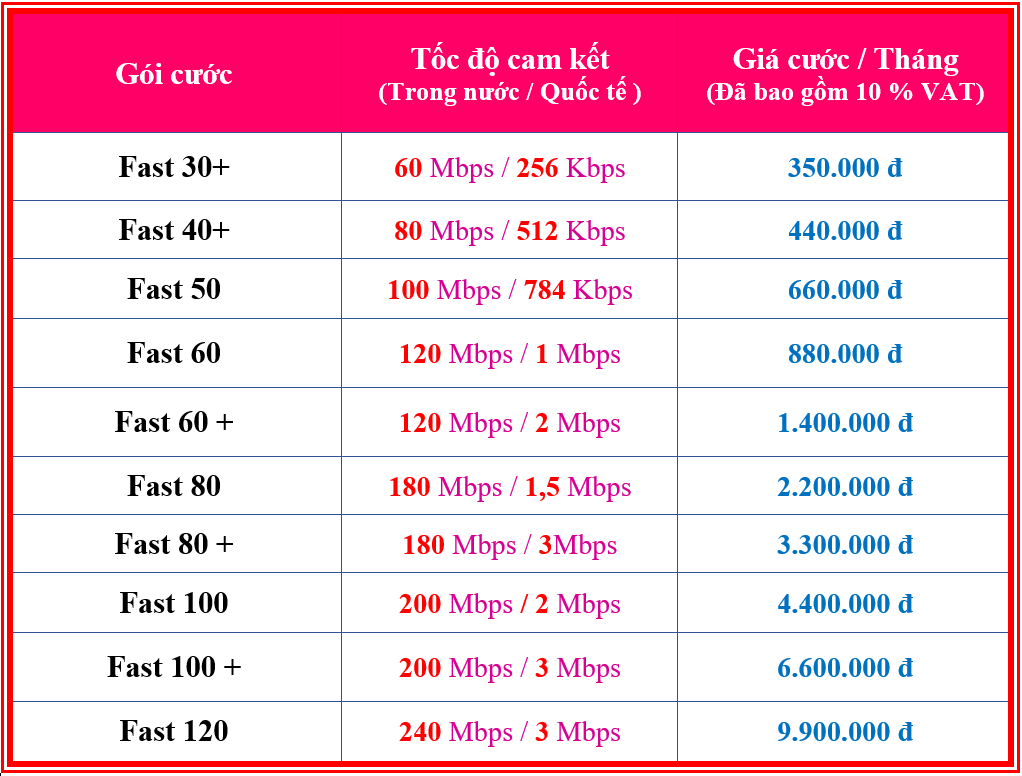 Gói cước
Tốc độ cam kết
(Trong nước / Quốc tế )
Giá cước / Tháng
(Đã bao gồm 10 % VAT)
Fast 30+
60 Mbps / 256 Kbps
350.000 đ
Fast 40+
80 Mbps / 512 Kbps
440.000 đ
Fast 50
100 Mbps / 784 Kbps
660.000 đ
Fast 60
120 Mbps / 1 Mbps
880.000 đ
Fast 60 +
120 Mbps / 2 Mbps
1.400.000 đ
Fast 80
180 Mbps / 1,5 Mbps
2.200.000 đ
Fast 80 +
180 Mbps / 3Mbps
3.300.000 đ
Fast 100
200 Mbps / 2 Mbps
4.400.000 đ
Fast 100 +
200 Mbps / 3 Mbps
6.600.000 đ
Fast 120
240 Mbps / 3 Mbps
9.900.000 đ